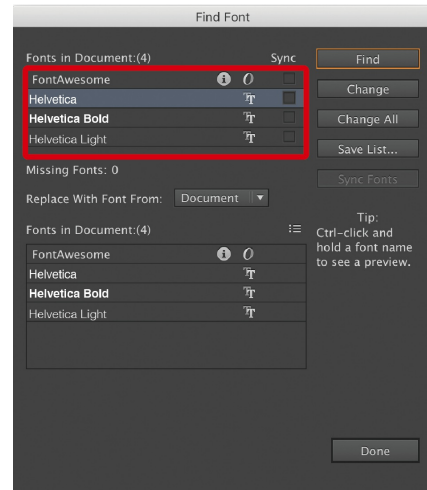 Find Font
Fonts in Document:(4) Sync
FontAwesome
Helvetica
Helvetica Bold
Helvetica Light
Missing Fonts: 0
Replace With Font From: Document
Fonts in Document:(4)
FontAwesome
Helvetica
Helvetica Bold
Helvetica Light
Find
Change
Change All
Save List...
Sync Fonts
Tip:
Ctrl-click and
hold a font name
to see a preview.
Done